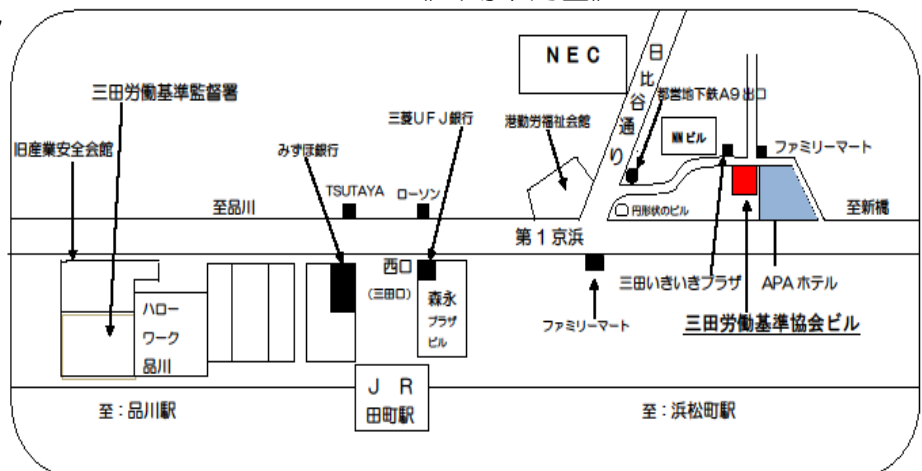 NEC
日比谷通り
都営地下鉄A9出口
三田労働基準監督署
三菱UFJ銀行
港勤労福祉会館
NNビル
旧産業安全会館
みずほ銀行
ファミリーマート
TSUTAYA
ローソン
至品川
円形状のビル
至新橋
第1京浜
西口
(三田口)
森永
プラザ
ビル
三田いきいきプラザ
APAホテル
ハロー
ワーク
品川
ファミリーマート
三田労働基準協会ビル
JR
田町駅
至:品川駅
至:浜松町駅